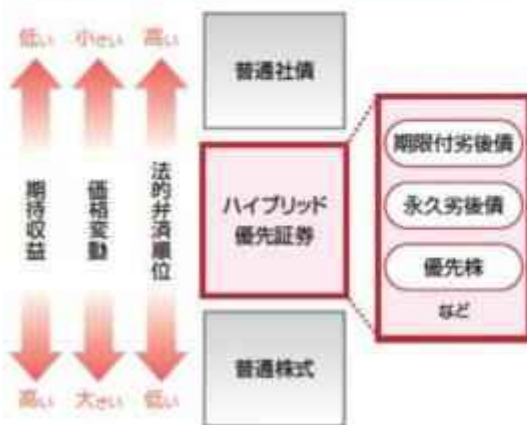 低い
小さい
高い
期待収益
価格変動
法的弁済順位
高い
大きい
低い
普通社債
ハイブリッド
優先証券
普通株式
期限付劣後債
永久劣後債
優先株
など